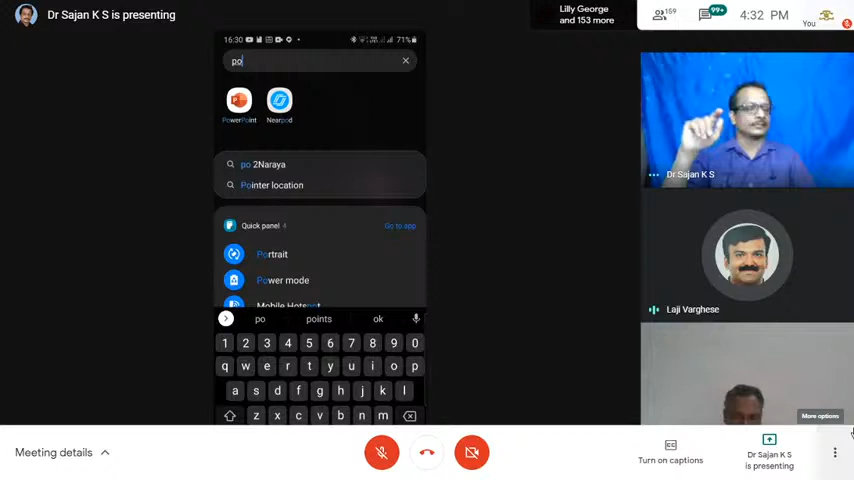 Dr Sajan K S is presenting
Lilly George
and 153 more
159
99+
4:32 PM
You
16:30
71%
po
PowerPoint
Nearpod
po 2Naraya
Pointer location
Quick panel 4
Go to app
Portrait
Power mode
Mobile Hotspot
po points ok
1 2 3 4 5 6 7 8 9 0
q w e r t y u i o p
a s d f g h j k l
z x c v b n m
Dr Sajan K S
Laji Varghese
More options
Meeting details
CC
Turn on captions
Dr Sajan K S
is presenting